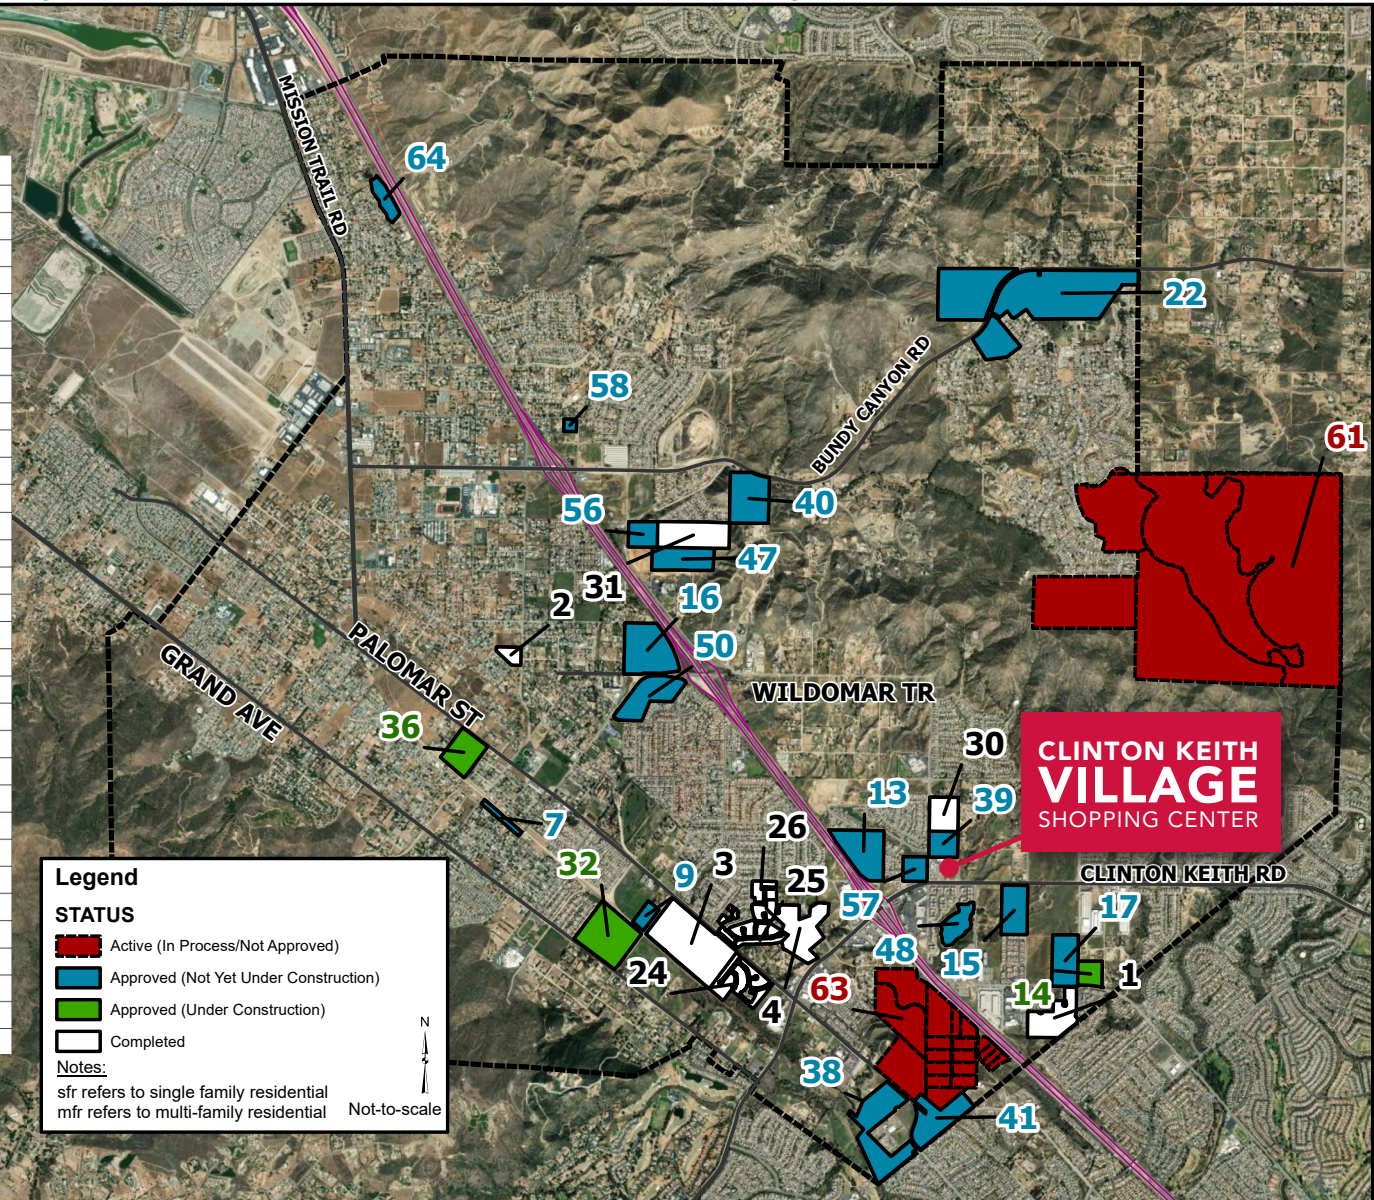 MISSION TRAIL RD
64
22
58
BUNDY CANYON RD
61
56
40
47
31
2
16
50
PALOMAR ST
GRAND AVE
WILDOMAR TR
36
30
CLINTON KEITH
VILLAGE
SHOPPING CENTER
13
39
7
26
32
9
3
25
CLINTON KEITH RD
57
17
48
15
24
63
14
1
4
38
41
Legend
STATUS
Active (In Process/Not Approved)
Approved (Not Yet Under Construction)
Approved (Under Construction)
Completed
N
Notes:
sfr refers to single family residential
mfr refers to multi-family residential
Not-to-scale